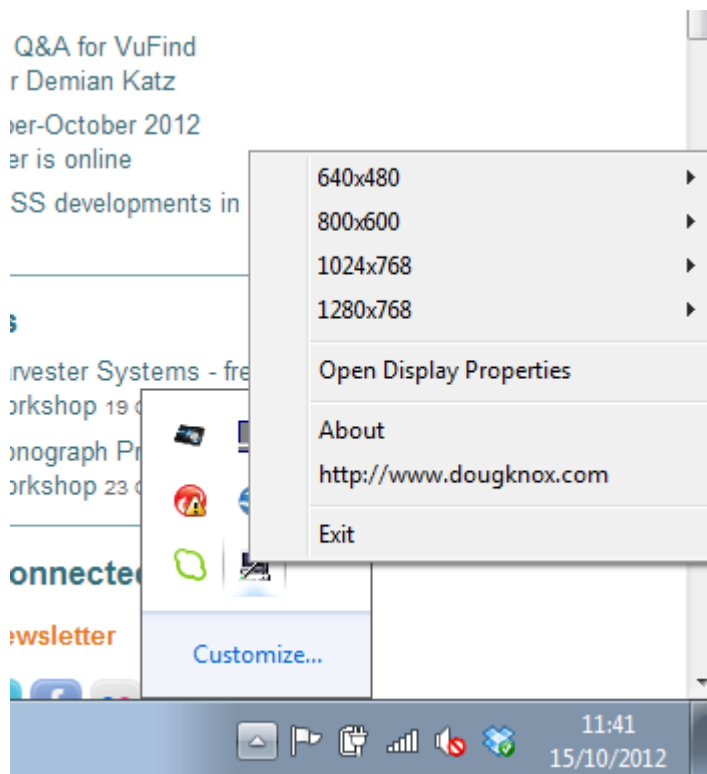 Q&A for VuFind
r Demian Katz
er-October 2012
er is online
SS developments in
s
rvester Systems - fre
orkshop 19
onograph Pr
orkshop 23
onnected
ewsletter
640x480
800x600
1024x768
1280x768
Open Display Properties
About
http://www.dougknox.com
Exit
Customize...
11:41
15/10/2012